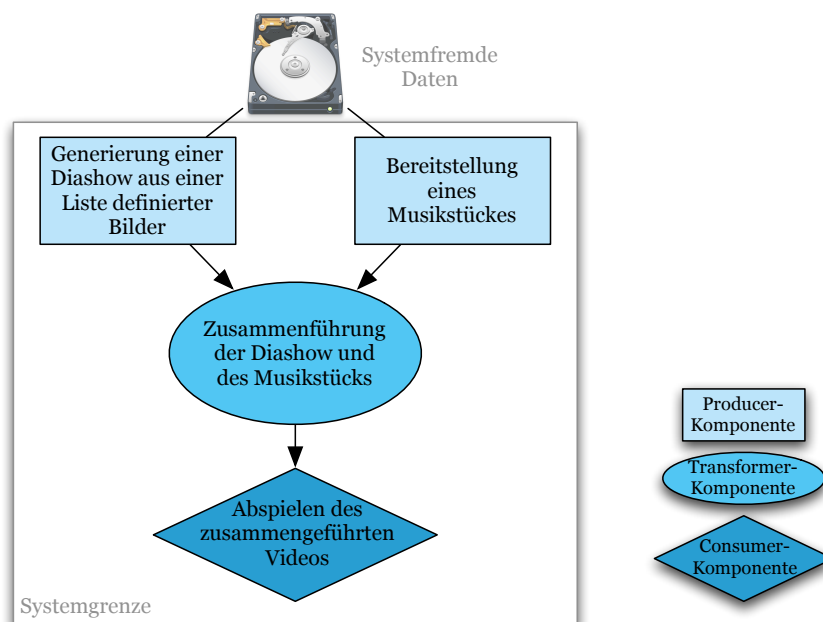 Systemfremde
Daten
Generierung einer
Diashow aus einer
Liste definierter
Bilder
Bereitstellung
eines
Musikstückes
Zusammenführung
der Diashow und
des Musikstücks
Abspielen des
zusammengeführten
Videos
Systemgrenze
Producer-
Komponente
Transformer-
Komponente
Consumer-
Komponente